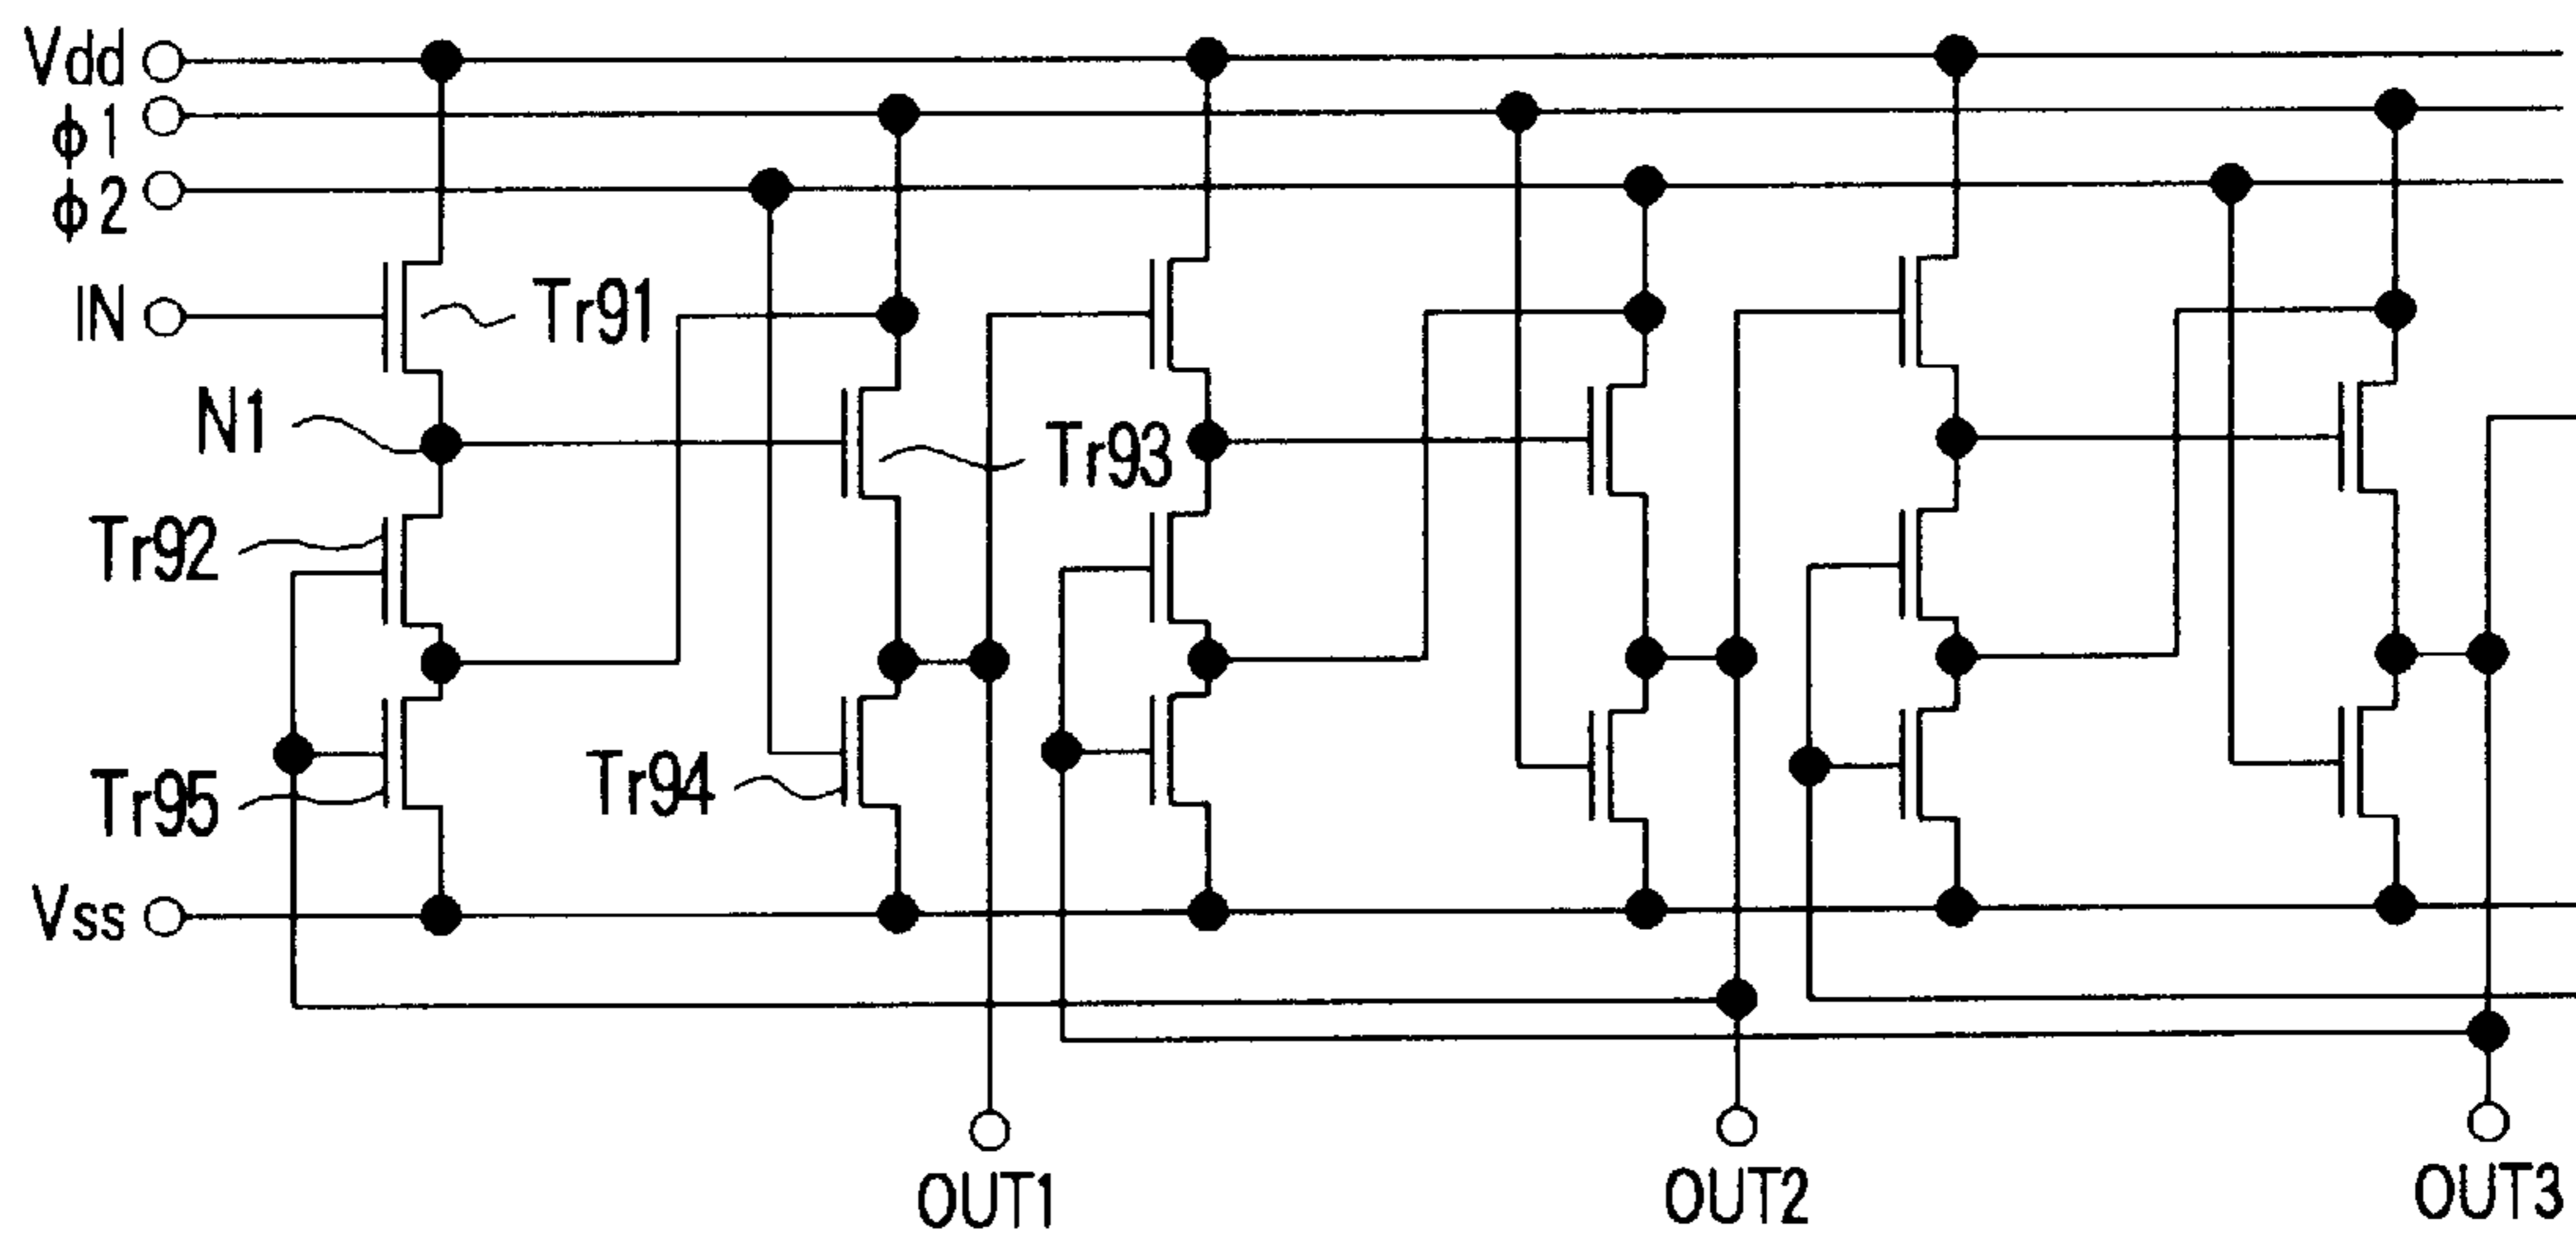 Vdd
ϕ1
ϕ2
IN
Tr91
N1
Tr93
Tr92
Tr95
Tr94
Vss
OUT1
OUT2
OUT3